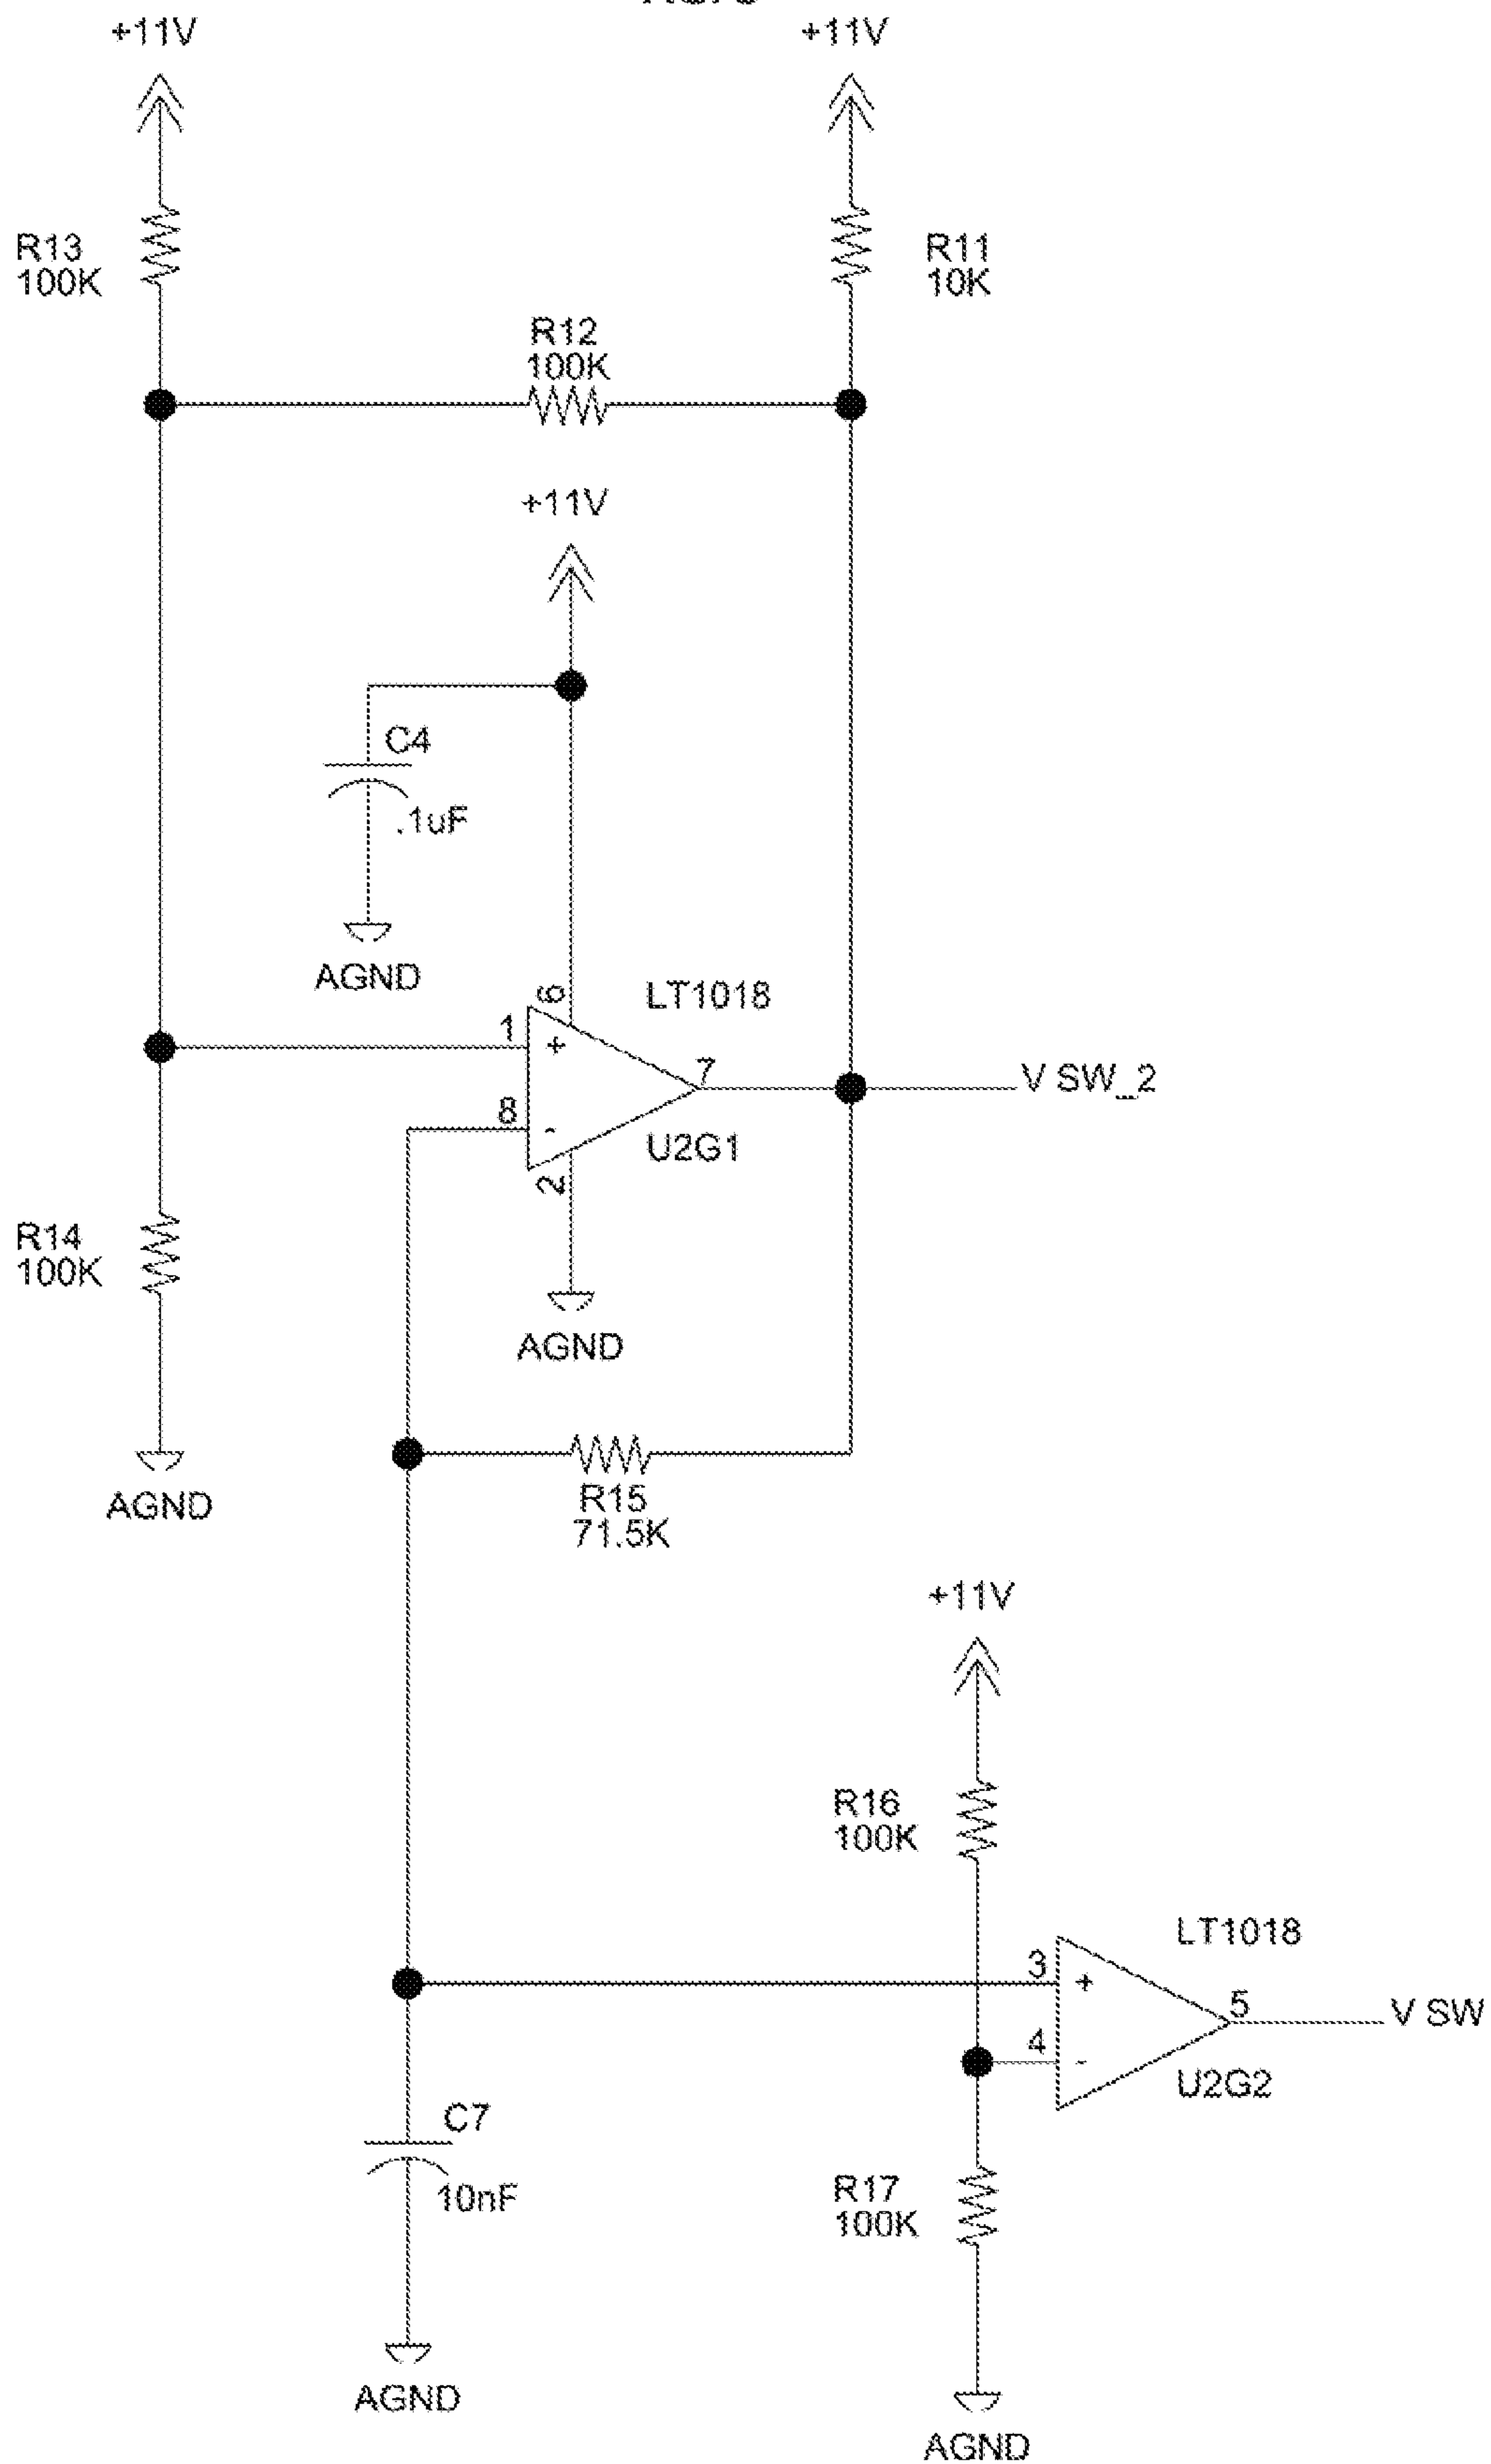 +11V
+11V
R13
100K
R11
10K
R12
100K
+11V
C4
.1uF
AGND
6
LT1018
1
+
7
V SW_2
8
-
U2G1
2
R14
100K
AGND
AGND
R15
71.5K
+11V
R16
100K
LT1018
3
+
5
V SW
4
-
U2G2
C7
10nF
R17
100K
AGND
AGND